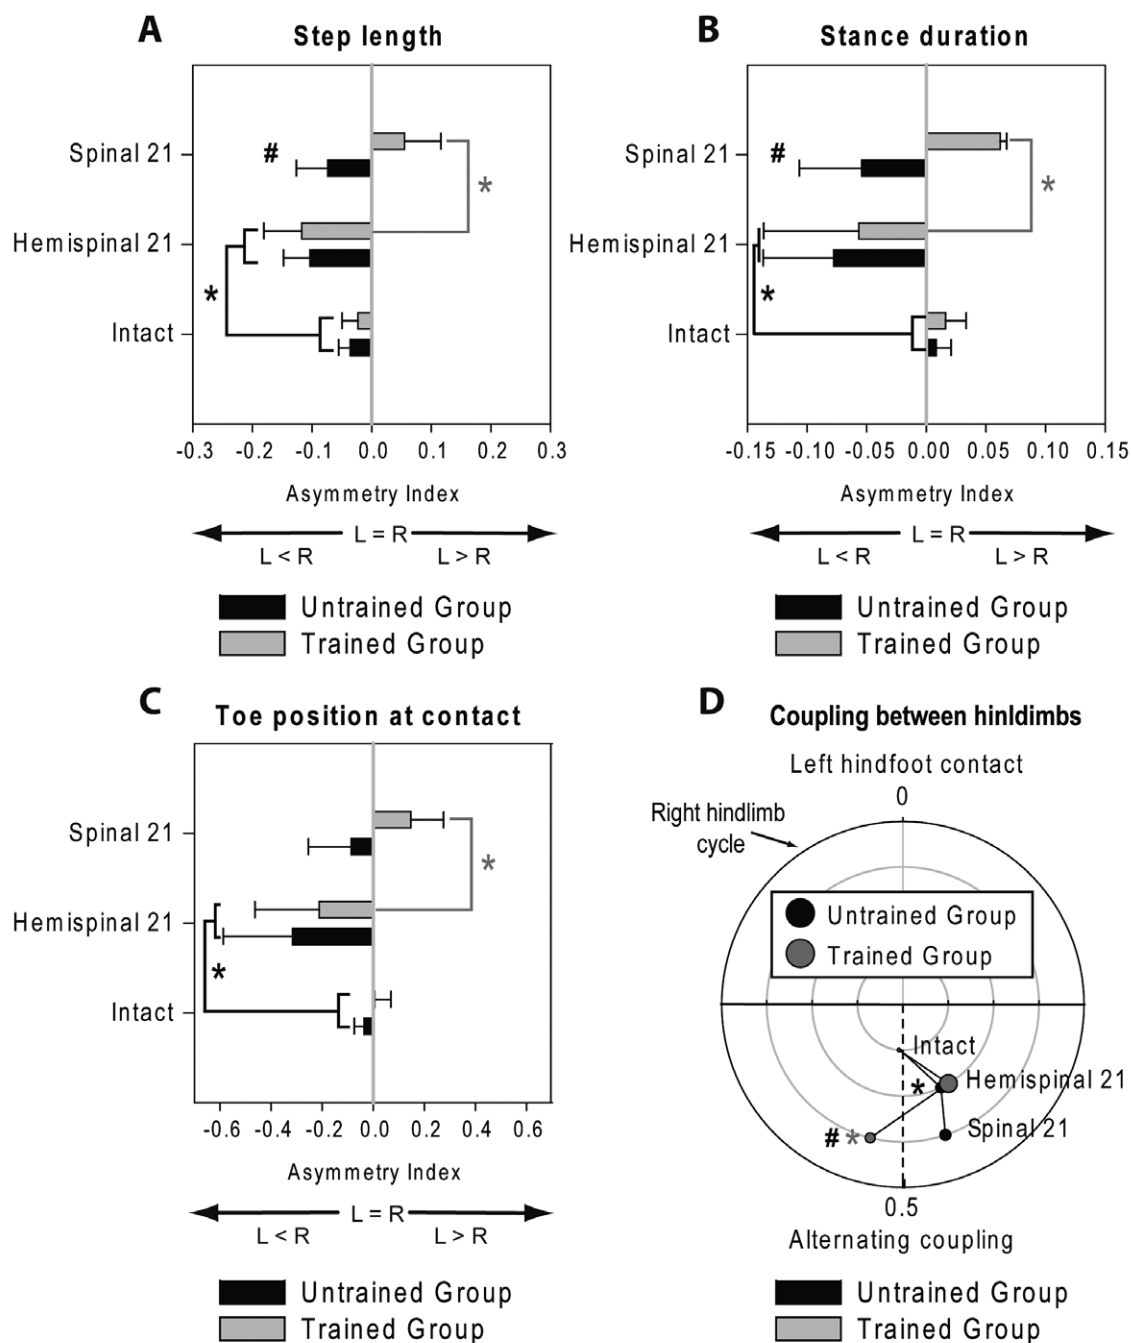 A
Step length
Spinal 21
#
*
Hemispinal 21
*
Intact
-0.3 -0.2 -0.1 0.0 0.1 0.2 0.3
Asymmetry Index
L = R
L < R L > R
Untrained Group
Trained Group
B
Stance duration
Spinal 21
#
*
Hemispinal 21
*
Intact
-0.15 -0.10 -0.05 0.00 0.05 0.10 0.15
Asymmetry Index
L = R
L < R L > R
Untrained Group
Trained Group
C
Toe position at contact
Spinal 21
*
Hemispinal 21
*
Intact
-0.6 -0.4 -0.2 0.0 0.2 0.4 0.6
Asymmetry Index
L = R
L < R L > R
Untrained Group
Trained Group
D
Coupling between hinldimbs
Left hindfoot contact
0
Right hindlimb
cycle
Untrained Group
Trained Group
Intact
* Hemispinal 21
# * Spinal 21
0.5
Alternating coupling
Untrained Group
Trained Group